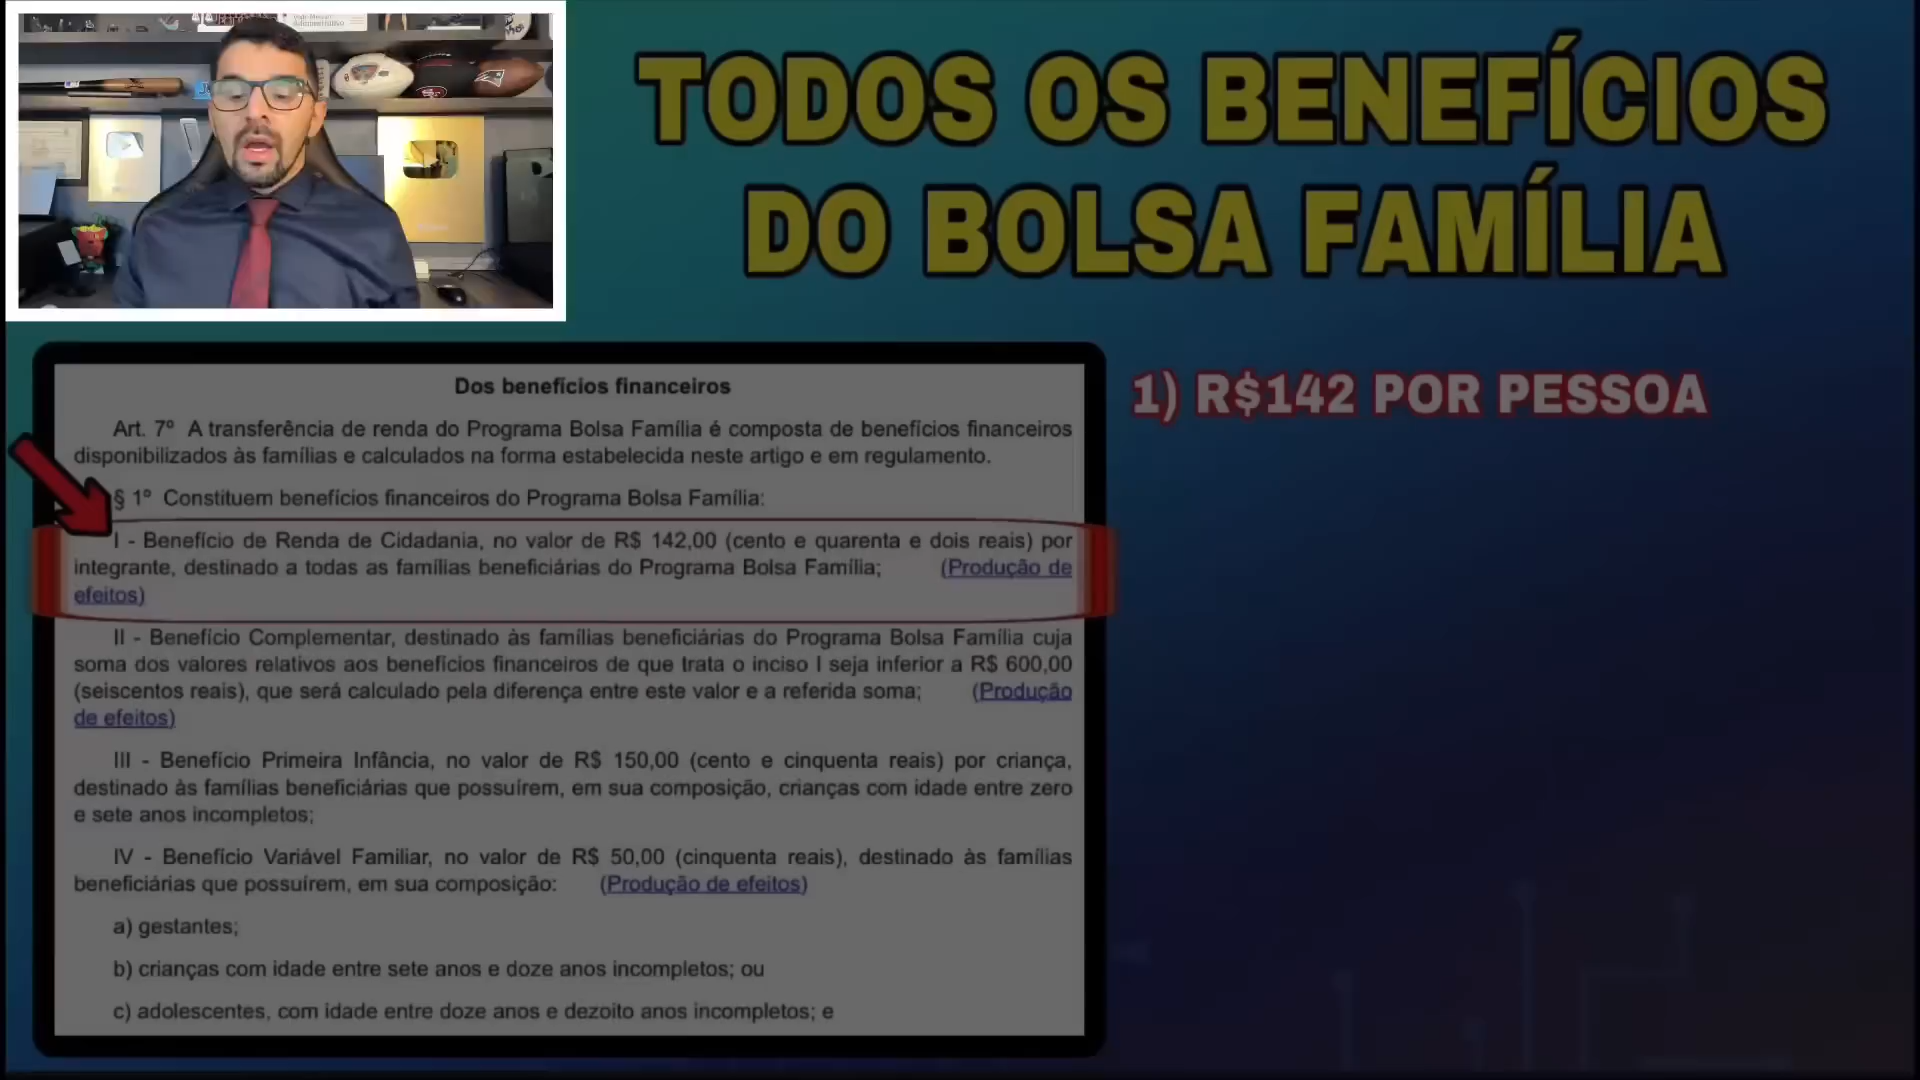 TODOS OS BENEFÍCIOS
DO BOLSA FAMÍLIA
1) R$142 POR PESSOA
Dos benefícios financeiros
Art. 7º A transferência de renda do Programa Bolsa Família é composta de benefícios financeiros
disponibilizados às famílias e calculados na forma estabelecida neste artigo e em regulamento.
§ 1º Constituem benefícios financeiros do Programa Bolsa Família:
I - Benefício de Renda de Cidadania, no valor de R$ 142,00 (cento e quarenta e dois reais) por
integrante, destinado a todas as famílias beneficiárias do Programa Bolsa Família; (Produção de
efeitos)
II - Benefício Complementar, destinado às famílias beneficiárias do Programa Bolsa Família cuja
soma dos valores relativos aos benefícios financeiros de que trata o inciso I seja inferior a R$ 600,00
(seiscentos reais), que será calculado pela diferença entre este valor e a referida soma; (Produção
de efeitos)
III - Benefício Primeira Infância, no valor de R$ 150,00 (cento e cinquenta reais) por criança,
destinado às famílias beneficiárias que possuírem, em sua composição, crianças com idade entre zero
e sete anos incompletos;
IV - Benefício Variável Familiar, no valor de R$ 50,00 (cinquenta reais), destinado às famílias
beneficiárias que possuírem, em sua composição: (Produção de efeitos)
a) gestantes;
b) crianças com idade entre sete anos e doze anos incompletos; ou
c) adolescentes, com idade entre doze anos e dezoito anos incompletos; e